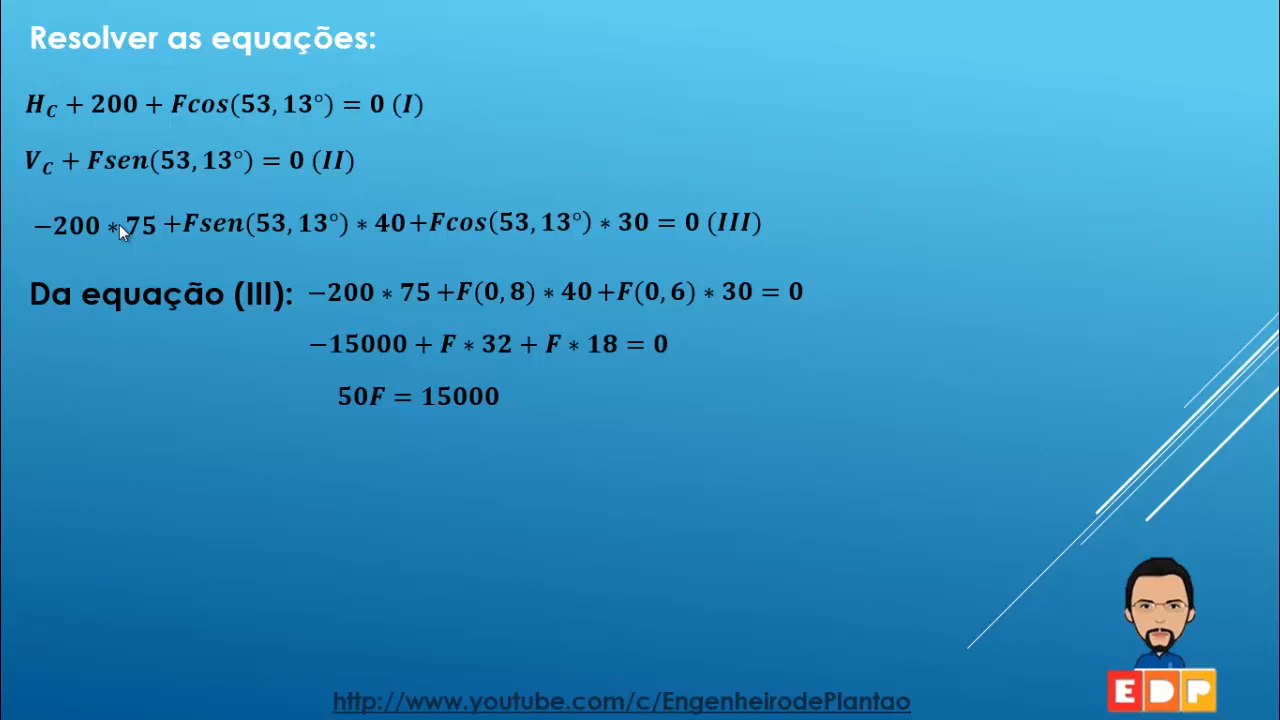 Resolver as equações:
H_C + 200 + Fcos(53,13°) = 0 (I)
V_C + Fsen(53,13°) = 0 (II)
−200 ∗ 75 +Fsen(53,13°) ∗ 40+Fcos(53,13°) ∗ 30 = 0 (III)
Da equação (III): −200 ∗ 75 +F(0,8) ∗ 40 +F(0,6) ∗ 30 = 0
−15000 + F ∗ 32 + F ∗ 18 = 0
50F = 15000
EDP
http://www.youtube.com/c/EngenheirodePlantao